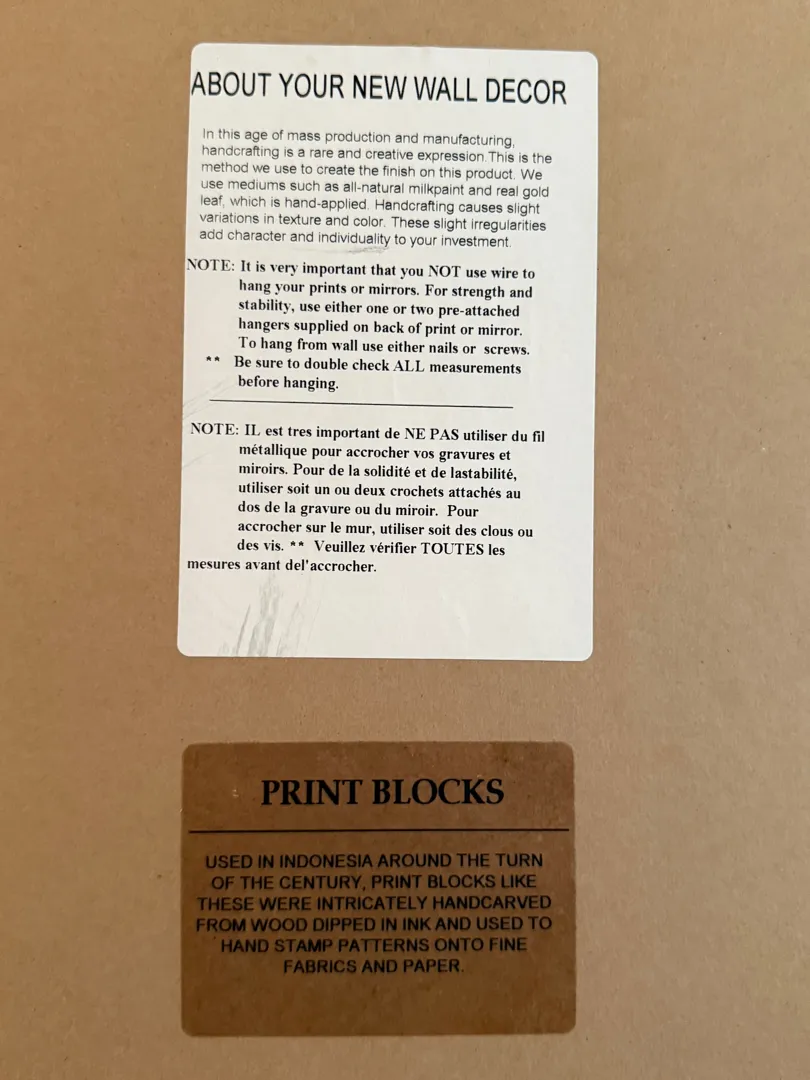 ABOUT YOUR NEW WALL DECOR
In this age of mass production and manufacturing,
handcrafting is a rare and creative expression.This is the
method we use to create the finish on this product. We
use mediums such as all-natural milkpaint and real gold
leaf, which is hand-applied. Handcrafting causes slight
variations in texture and color. These slight irregularities
add character and individuality to your investment.
NOTE: It is very important that you NOT use wire to
hang your prints or mirrors. For strength and
stability, use either one or two pre-attached
hangers supplied on back of print or mirror.
To hang from wall use either nails or screws.
** Be sure to double check ALL measurements
before hanging.
NOTE: IL est tres important de NE PAS utiliser du fil
métallique pour accrocher vos gravures et
miroirs. Pour de la solidité et de lastabilité,
utiliser soit un ou deux crochets attachés au
dos de la gravure ou du miroir. Pour
accrocher sur le mur, utiliser soit des clous ou
des vis. ** Veuillez vérifier TOUTES les
mesures avant del'accrocher.
PRINT BLOCKS
USED IN INDONESIA AROUND THE TURN
OF THE CENTURY, PRINT BLOCKS LIKE
THESE WERE INTRICATELY HANDCARVED
FROM WOOD DIPPED IN INK AND USED TO
HAND STAMP PATTERNS ONTO FINE
FABRICS AND PAPER.